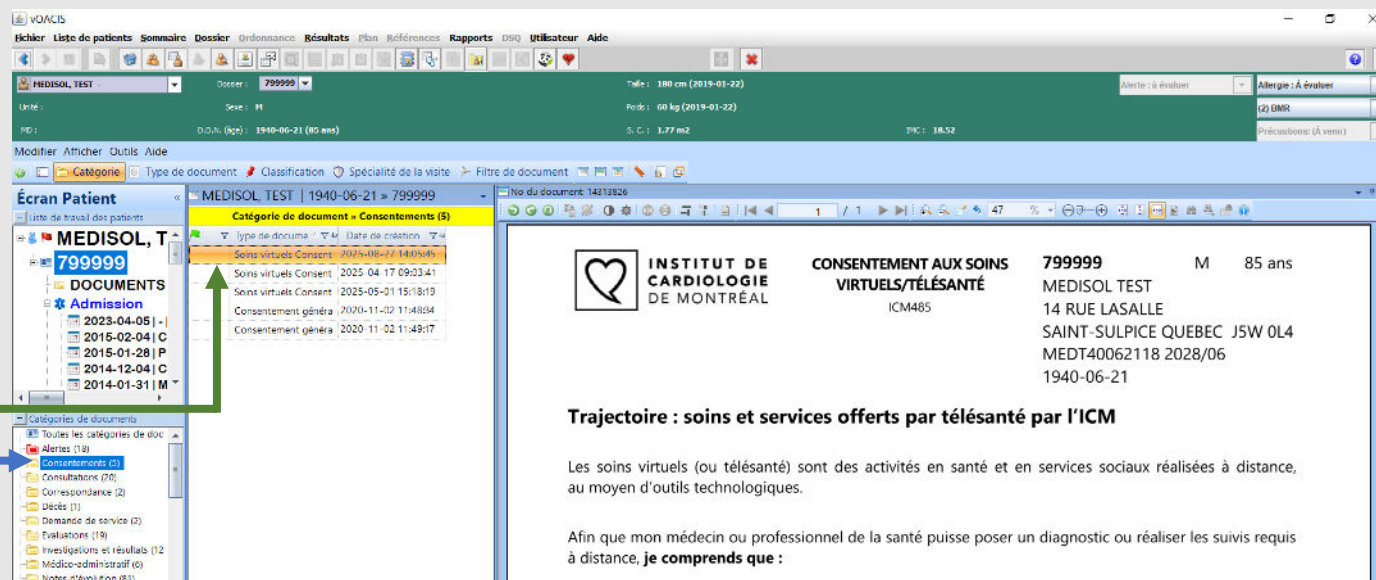 vOACIS
Fichier Liste de patients Sommaire Dossier Ordonnance Résultats Plan Références Rapports DSQ Utilisateur Aide
MEDISOL, TEST
Dossier : 799999
Taille : 180 cm (2019-01-22)
Alerte : à évaluer
Allergie : À évaluer
Unité :
Sexe : M
Poids : 60 kg (2019-01-22)
(2) BMR
MD :
D.D.N. (âge) : 1940-06-21 (85 ans)
S. C. : 1.77 m2
IMC : 18.52
Précautions: (À venir)
Modifier Afficher Outils Aide
Catégorie Type de document Classification Spécialité de la visite Filtre de document
Écran Patient «
Liste de travail des patients
MEDISOL, T
799999
DOCUMENTS
Admission
2023-04-05 | - |
2015-02-04 | C
2015-01-28 | P
2014-12-04 | C
2014-01-31 | M
Catégories de documents
Toutes les catégories de doc
Alertes (18)
Consentements (5)
Consultations (20)
Correspondance (2)
Décès (1)
Demande de service (2)
Evaluations (19)
Investigations et résultats (12
Médico-administratif (6)
Notes d'évolution (81)
MEDISOL, TEST | 1940-06-21 » 799999
Catégorie de document » Consentements (5)
Type de docume Date de création
Soins virtuels Consent 2025-08-27 14:05:45
Soins virtuels Consent 2025-04-17 09:03:41
Soins virtuels Consent 2025-05-01 15:18:19
Consentement généra 2020-11-02 11:48:34
Consentement généra 2020-11-02 11:49:17
No du document: 14313826
1 / 1 47 %
INSTITUT DE
CARDIOLOGIE
DE MONTRÉAL
CONSENTEMENT AUX SOINS
VIRTUELS/TÉLÉSANTÉ
ICM485
799999 M 85 ans
MEDISOL TEST
14 RUE LASALLE
SAINT-SULPICE QUEBEC J5W 0L4
MEDT40062118 2028/06
1940-06-21
Trajectoire : soins et services offerts par télésanté par l'ICM
Les soins virtuels (ou télésanté) sont des activités en santé et en services sociaux réalisées à distance,
au moyen d'outils technologiques.
Afin que mon médecin ou professionnel de la santé puisse poser un diagnostic ou réaliser les suivis requis
à distance, je comprends que :